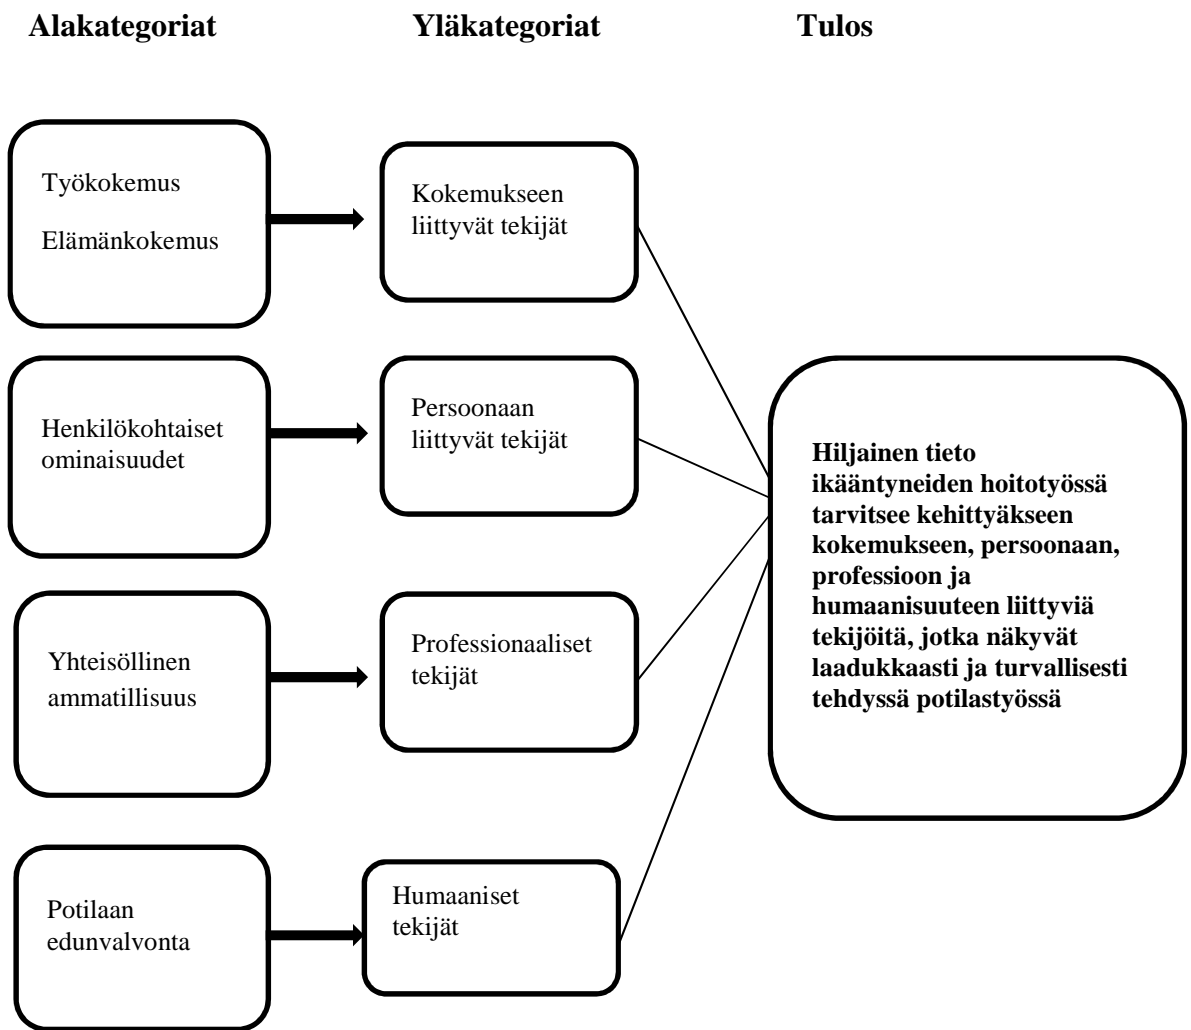 Alakategoriat
Yläkategoriat
Tulos
Työkokemus
Elämänkokemus
Kokemukseen
liittyvät tekijät
Henkilökohtaiset
ominaisuudet
Persoonaan
liittyvät tekijät
Yhteisöllinen
ammatillisuus
Professionaaliset
tekijät
Potilaan
edunvalvonta
Humaaniset
tekijät
Hiljainen tieto
ikääntyneiden hoitotyössä
tarvitsee kehittyäkseen
kokemukseen, persoonaan,
professioon ja
humaanisuuteen liittyviä
tekijöitä, jotka näkyvät
laadukkaasti ja turvallisesti
tehdyssä potilastyössä